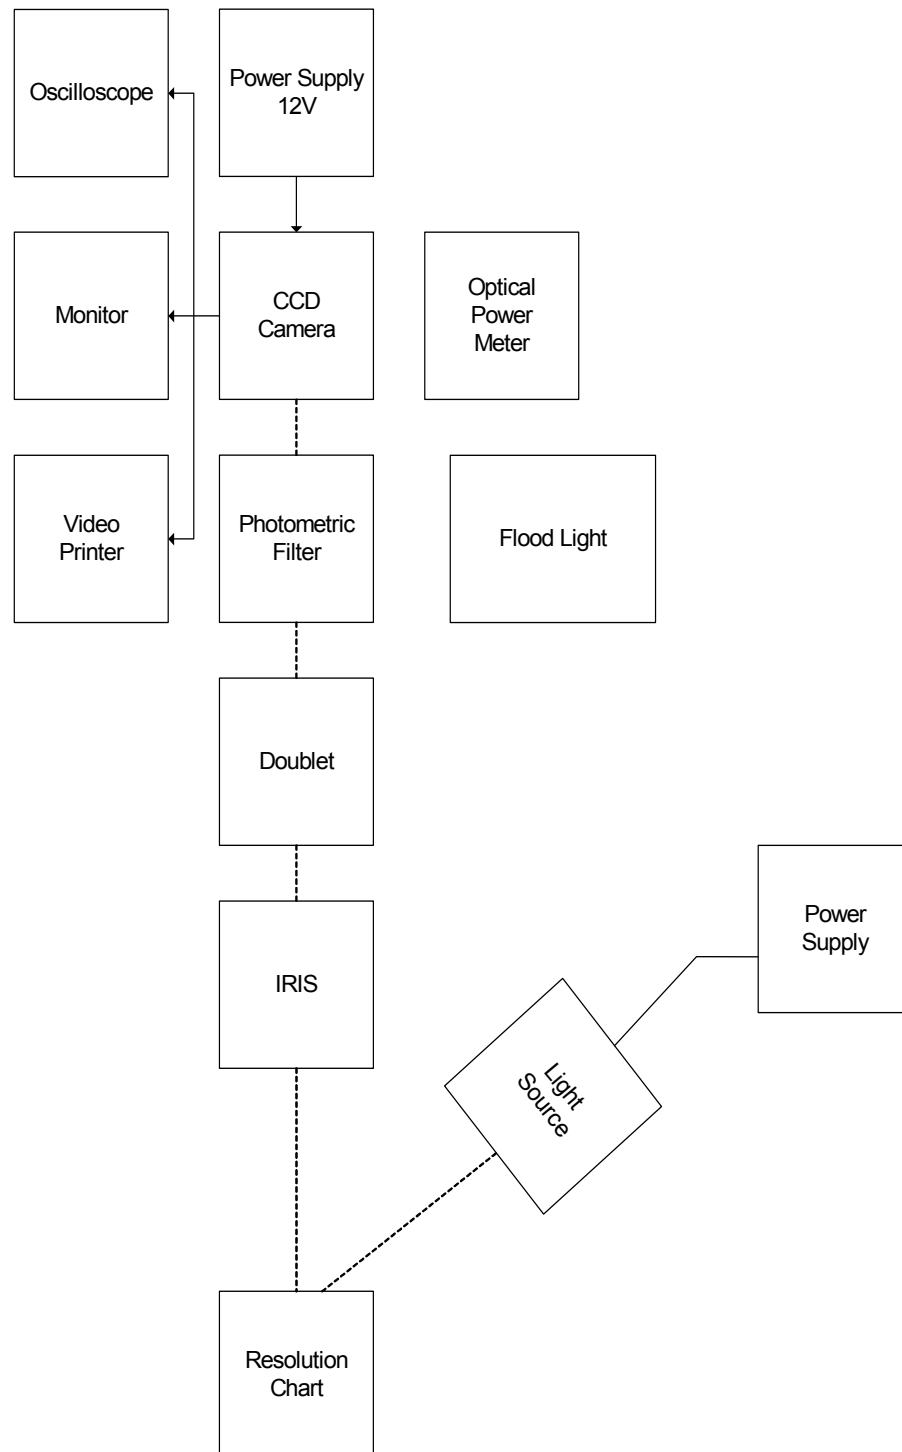 Oscilloscope
Power Supply
12V
Monitor
CCD
Camera
Optical
Power
Meter
Video
Printer
Photometric
Filter
Flood Light
Doublet
Power
Supply
IRIS
Light
Source
Resolution
Chart